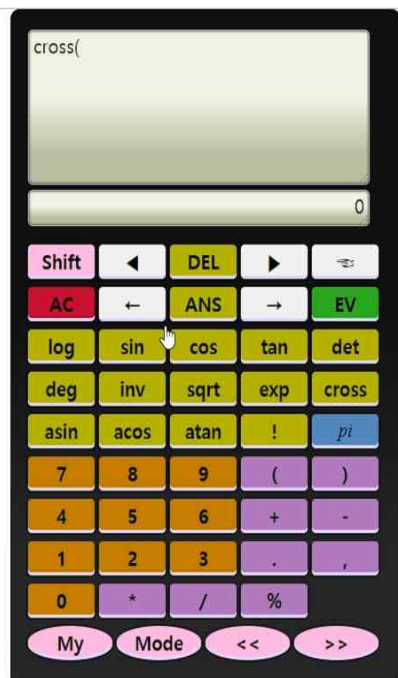 cross(
0
Shift ◀ DEL ▶ ☜
AC ← ANS → EV
log sin cos tan det
deg inv sqrt exp cross
asin acos atan ! pi
7 8 9 ( )
4 5 6 + -
1 2 3 . ,
0 * / %
My Mode << >>